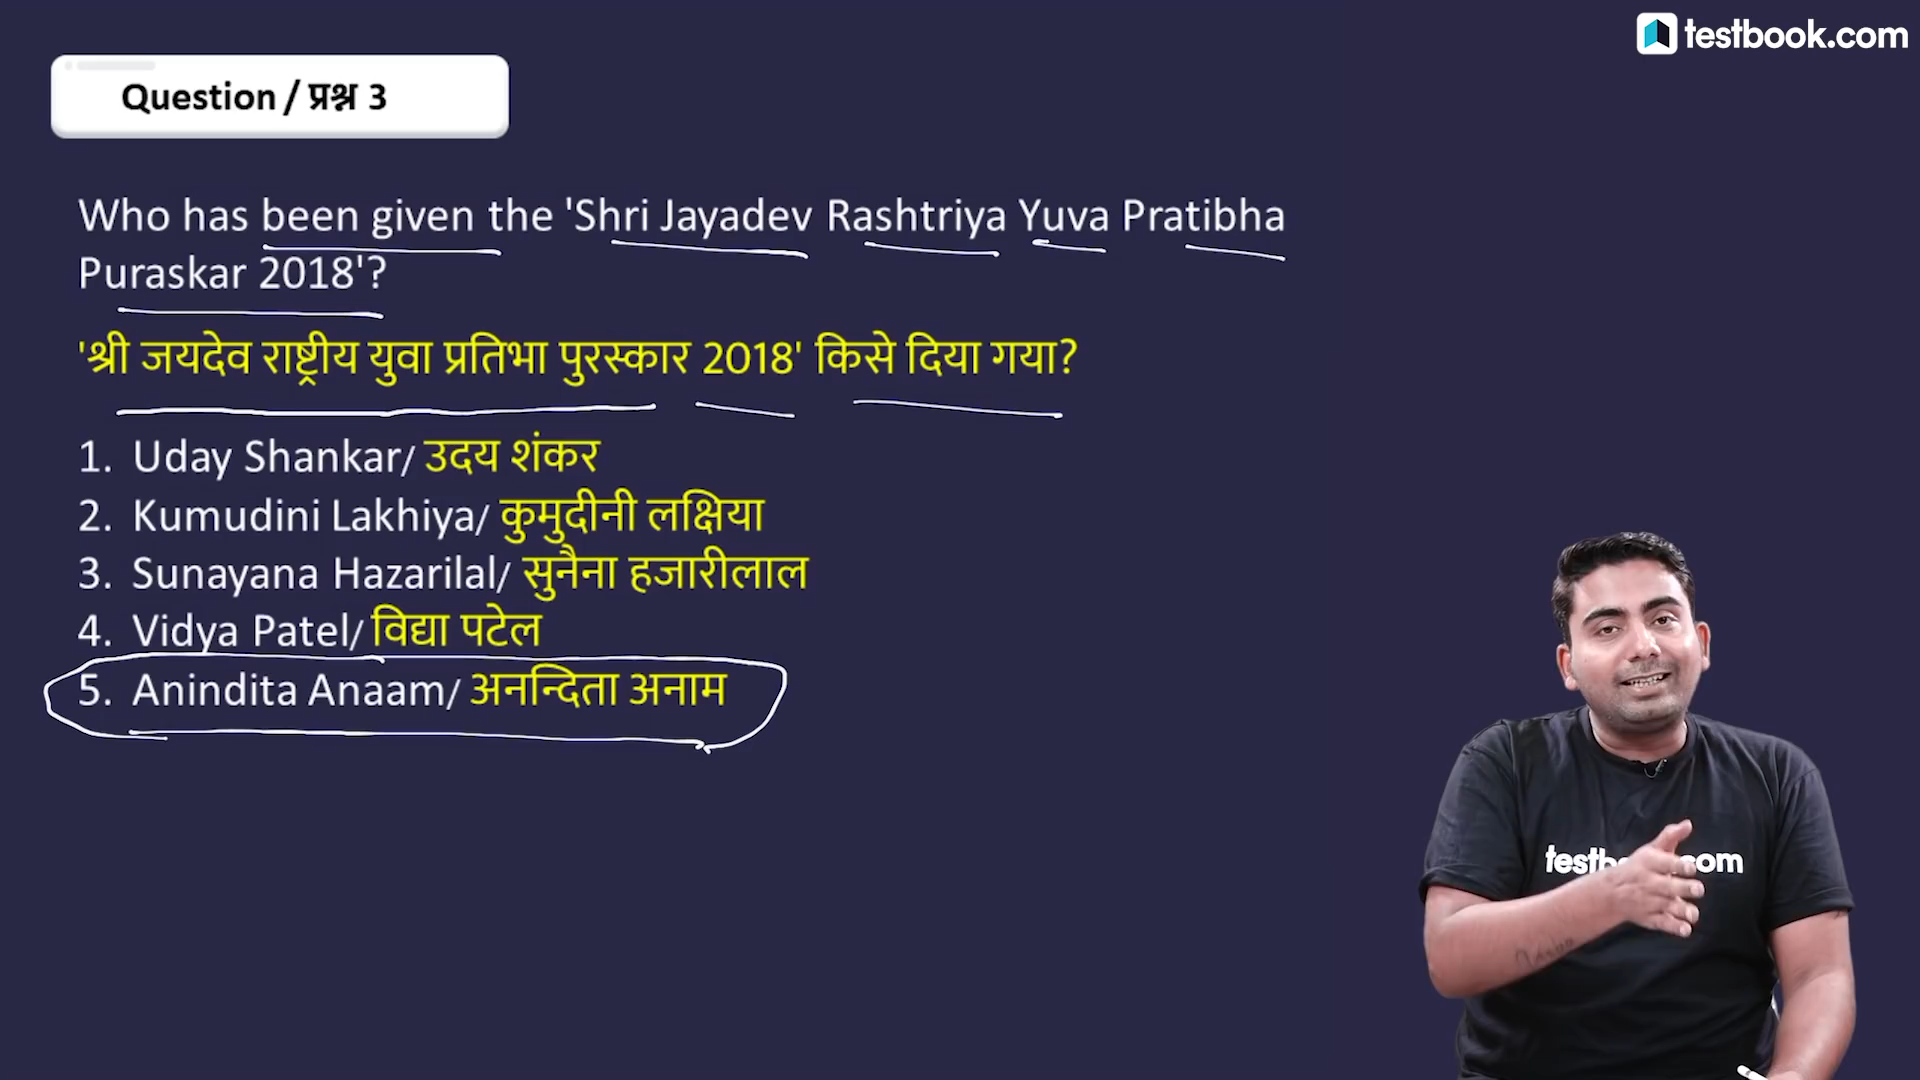 testbook.com
Question / प्रश्न 3
Who has been given the 'Shri Jayadev Rashtriya Yuva Pratibha
Puraskar 2018'?
'श्री जयदेव राष्ट्रीय युवा प्रतिभा पुरस्कार 2018' किसे दिया गया?
1. Uday Shankar/ उदय शंकर
2. Kumudini Lakhiya/ कुमुदीनी लक्षिया
3. Sunayana Hazarilal/ सुनैना हजारीलाल
4. Vidya Patel/ विद्या पटेल
5. Anindita Anaam/ अनन्दिता अनाम